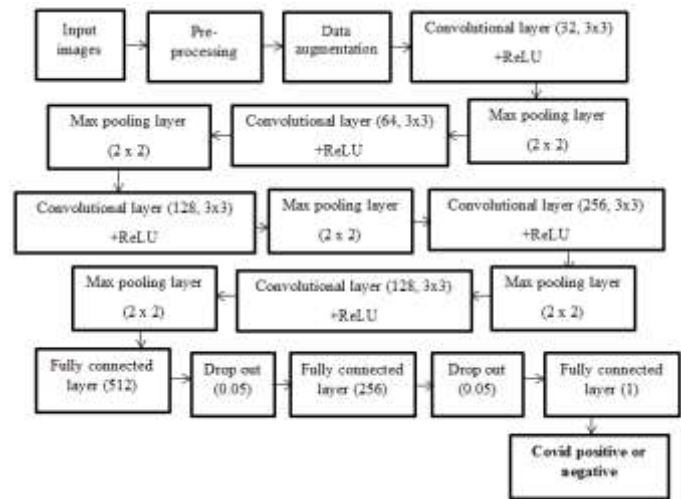 Input
images
Pre-
processing
Data
augmentation
Convolutional layer (32, 3x3)
+ReLU
Max pooling layer
(2 x 2)
Convolutional layer (64, 3x3)
+ReLU
Max pooling layer
(2 x 2)
Convolutional layer (128, 3x3)
+ReLU
Max pooling layer
(2 x 2)
Convolutional layer (256, 3x3)
+ReLU
Max pooling layer
(2 x 2)
Convolutional layer (128, 3x3)
+ReLU
Max pooling layer
(2 x 2)
Fully connected
layer (512)
Drop out
(0.05)
Fully connected
layer (256)
Drop out
(0.05)
Fully connected
layer (1)
Covid positive or
negative